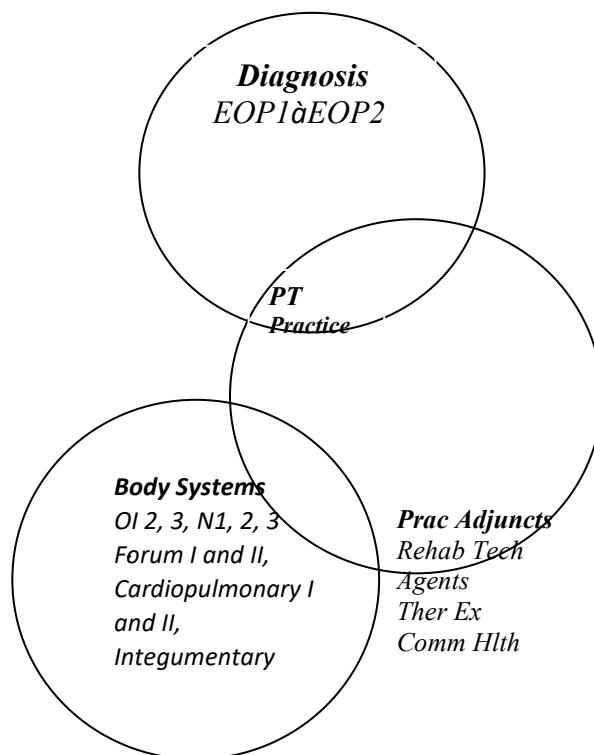 Diagnosis
EOP1àEOP2
PT
Practice
Body Systems
OI 2, 3, N1, 2, 3
Forum I and II,
Cardiopulmonary I
and II,
Integumentary
Prac Adjuncts
Rehab Tech
Agents
Ther Ex
Comm Hlth